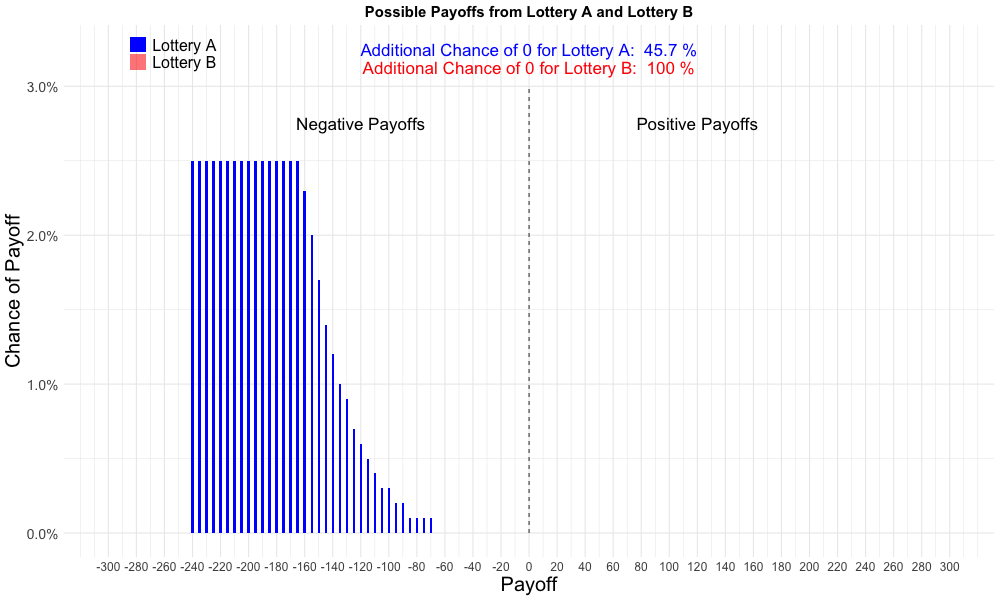 Possible Payoffs from Lottery A and Lottery B
Lottery A
Lottery B
Additional Chance of 0 for Lottery A: 45.7 %
Additional Chance of 0 for Lottery B: 100 %
Negative Payoffs
Positive Payoffs
Chance of Payoff
3.0%
2.0%
1.0%
0.0%
-300 -280 -260 -240 -220 -200 -180 -160 -140 -120 -100 -80 -60 -40 -20 0 20 40 60 80 100 120 140 160 180 200 220 240 260 280 300
Payoff